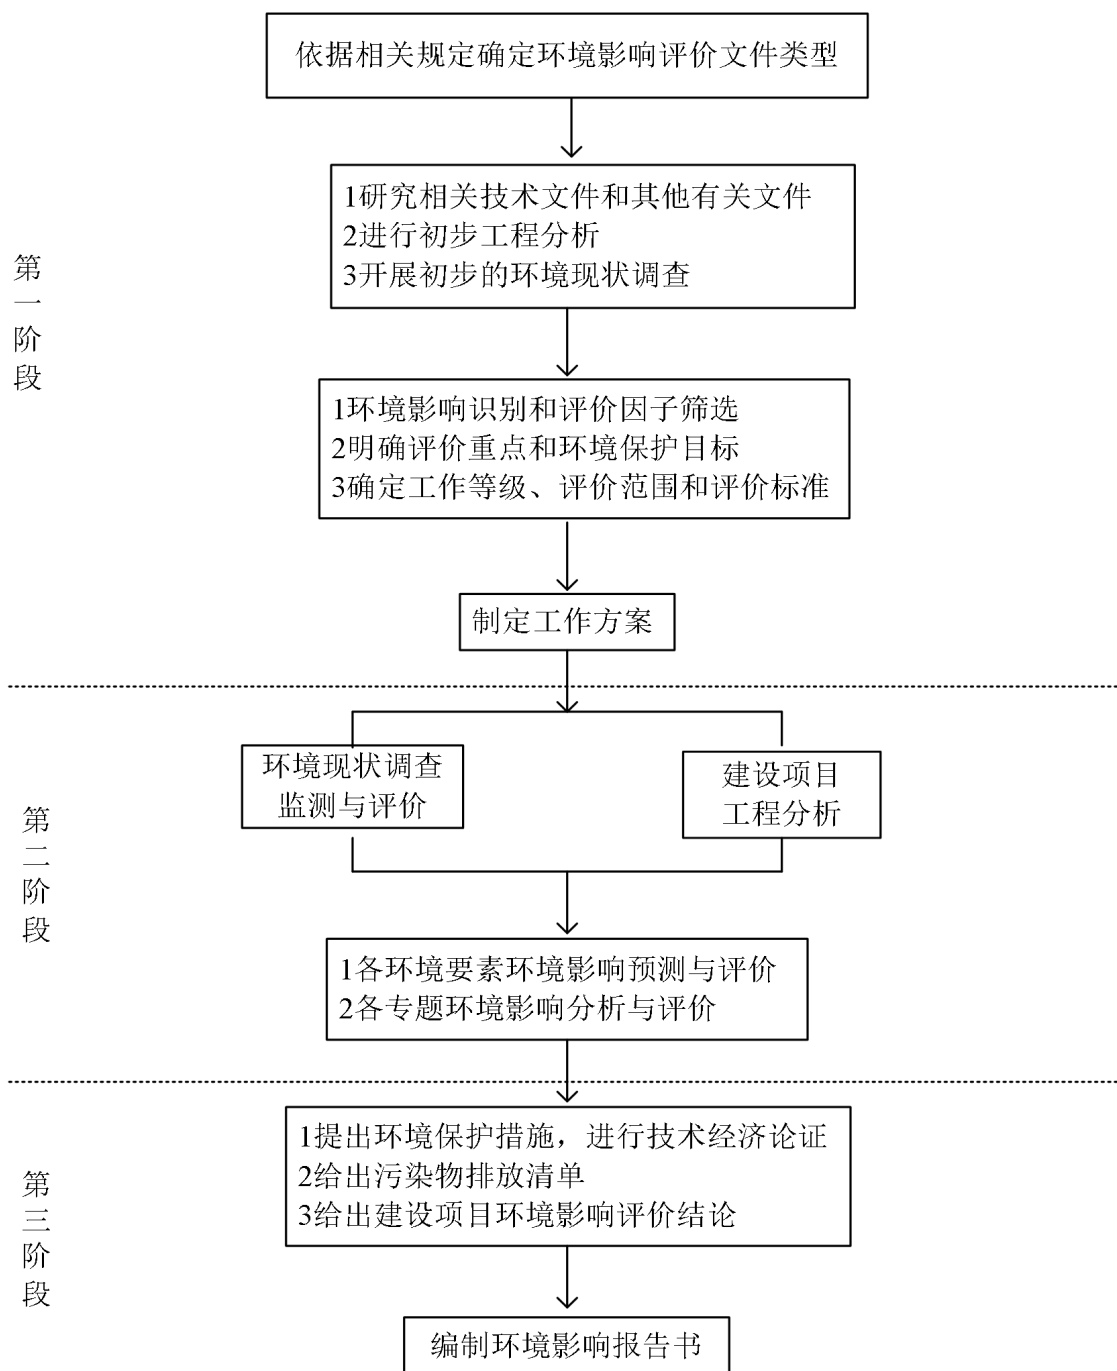 依据相关规定确定环境影响评价文件类型
1研究相关技术文件和其他有关文件
2进行初步工程分析
3开展初步的环境现状调查
第一阶段
1环境影响识别和评价因子筛选
2明确评价重点和环境保护目标
3确定工作等级、评价范围和评价标准
制定工作方案
环境现状调查
监测与评价
建设项目
工程分析
第二阶段
1各环境要素环境影响预测与评价
2各专题环境影响分析与评价
1提出环境保护措施，进行技术经济论证
2给出污染物排放清单
3给出建设项目环境影响评价结论
第三阶段
编制环境影响报告书